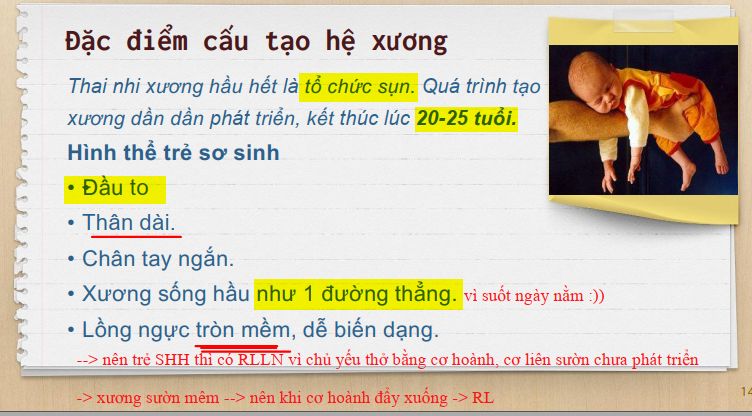 Đặc điểm cấu tạo hệ xương
Thai nhi xương hầu hết là tổ chức sụn. Quá trình tạo
xương dần dần phát triển, kết thúc lúc 20-25 tuổi.
Hình thể trẻ sơ sinh
• Đầu to
• Thân dài.
• Chân tay ngắn.
• Xương sống hầu như 1 đường thẳng. vì suốt ngày nằm :))
• Lồng ngực tròn mềm, dễ biến dạng.
--> nên trẻ SHH thì có RLLN vì chủ yếu thở bằng cơ hoành, cơ liên sườn chưa phát triển
-> xương sườn mêm --> nên khi cơ hoành đẩy xuống -> RL
14